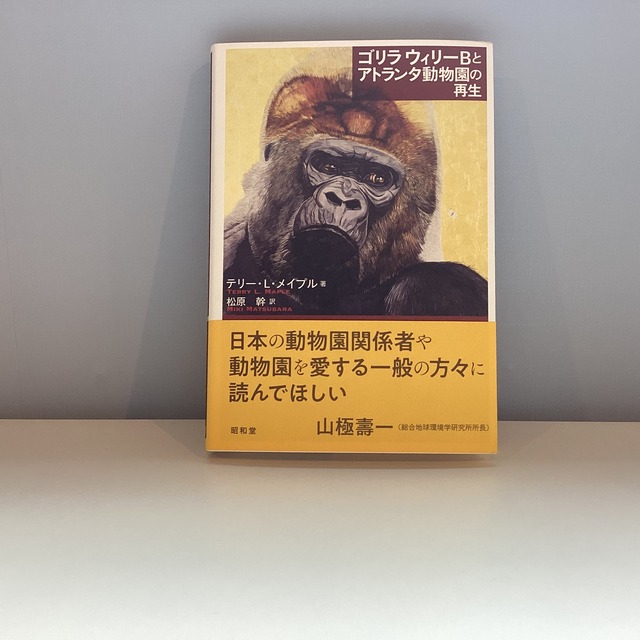 ゴリラ ウィリーBと
アトランタ動物園の
再生
テリー・L・メイプル 著
TERRY L. MAPLE
松原 幹 訳
MIKI MATSUBARA
日本の動物園関係者や
動物園を愛する一般の方々に
読んでほしい
昭和堂
山極壽一(総合地球環境学研究所所長)